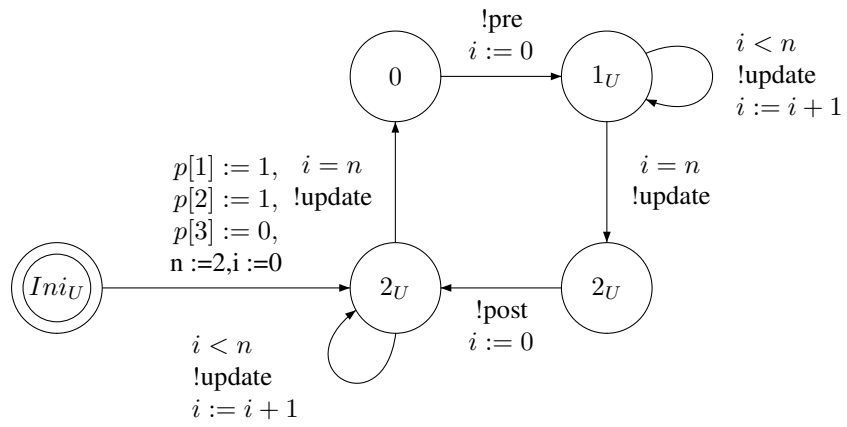 !pre
i := 0
0
1_U
i < n
!update
i := i + 1
p[1] := 1,
p[2] := 1,
p[3] := 0,
n :=2,i :=0
i = n
!update
i = n
!update
Ini_U
2_U
2_U
!post
i := 0
i < n
!update
i := i + 1